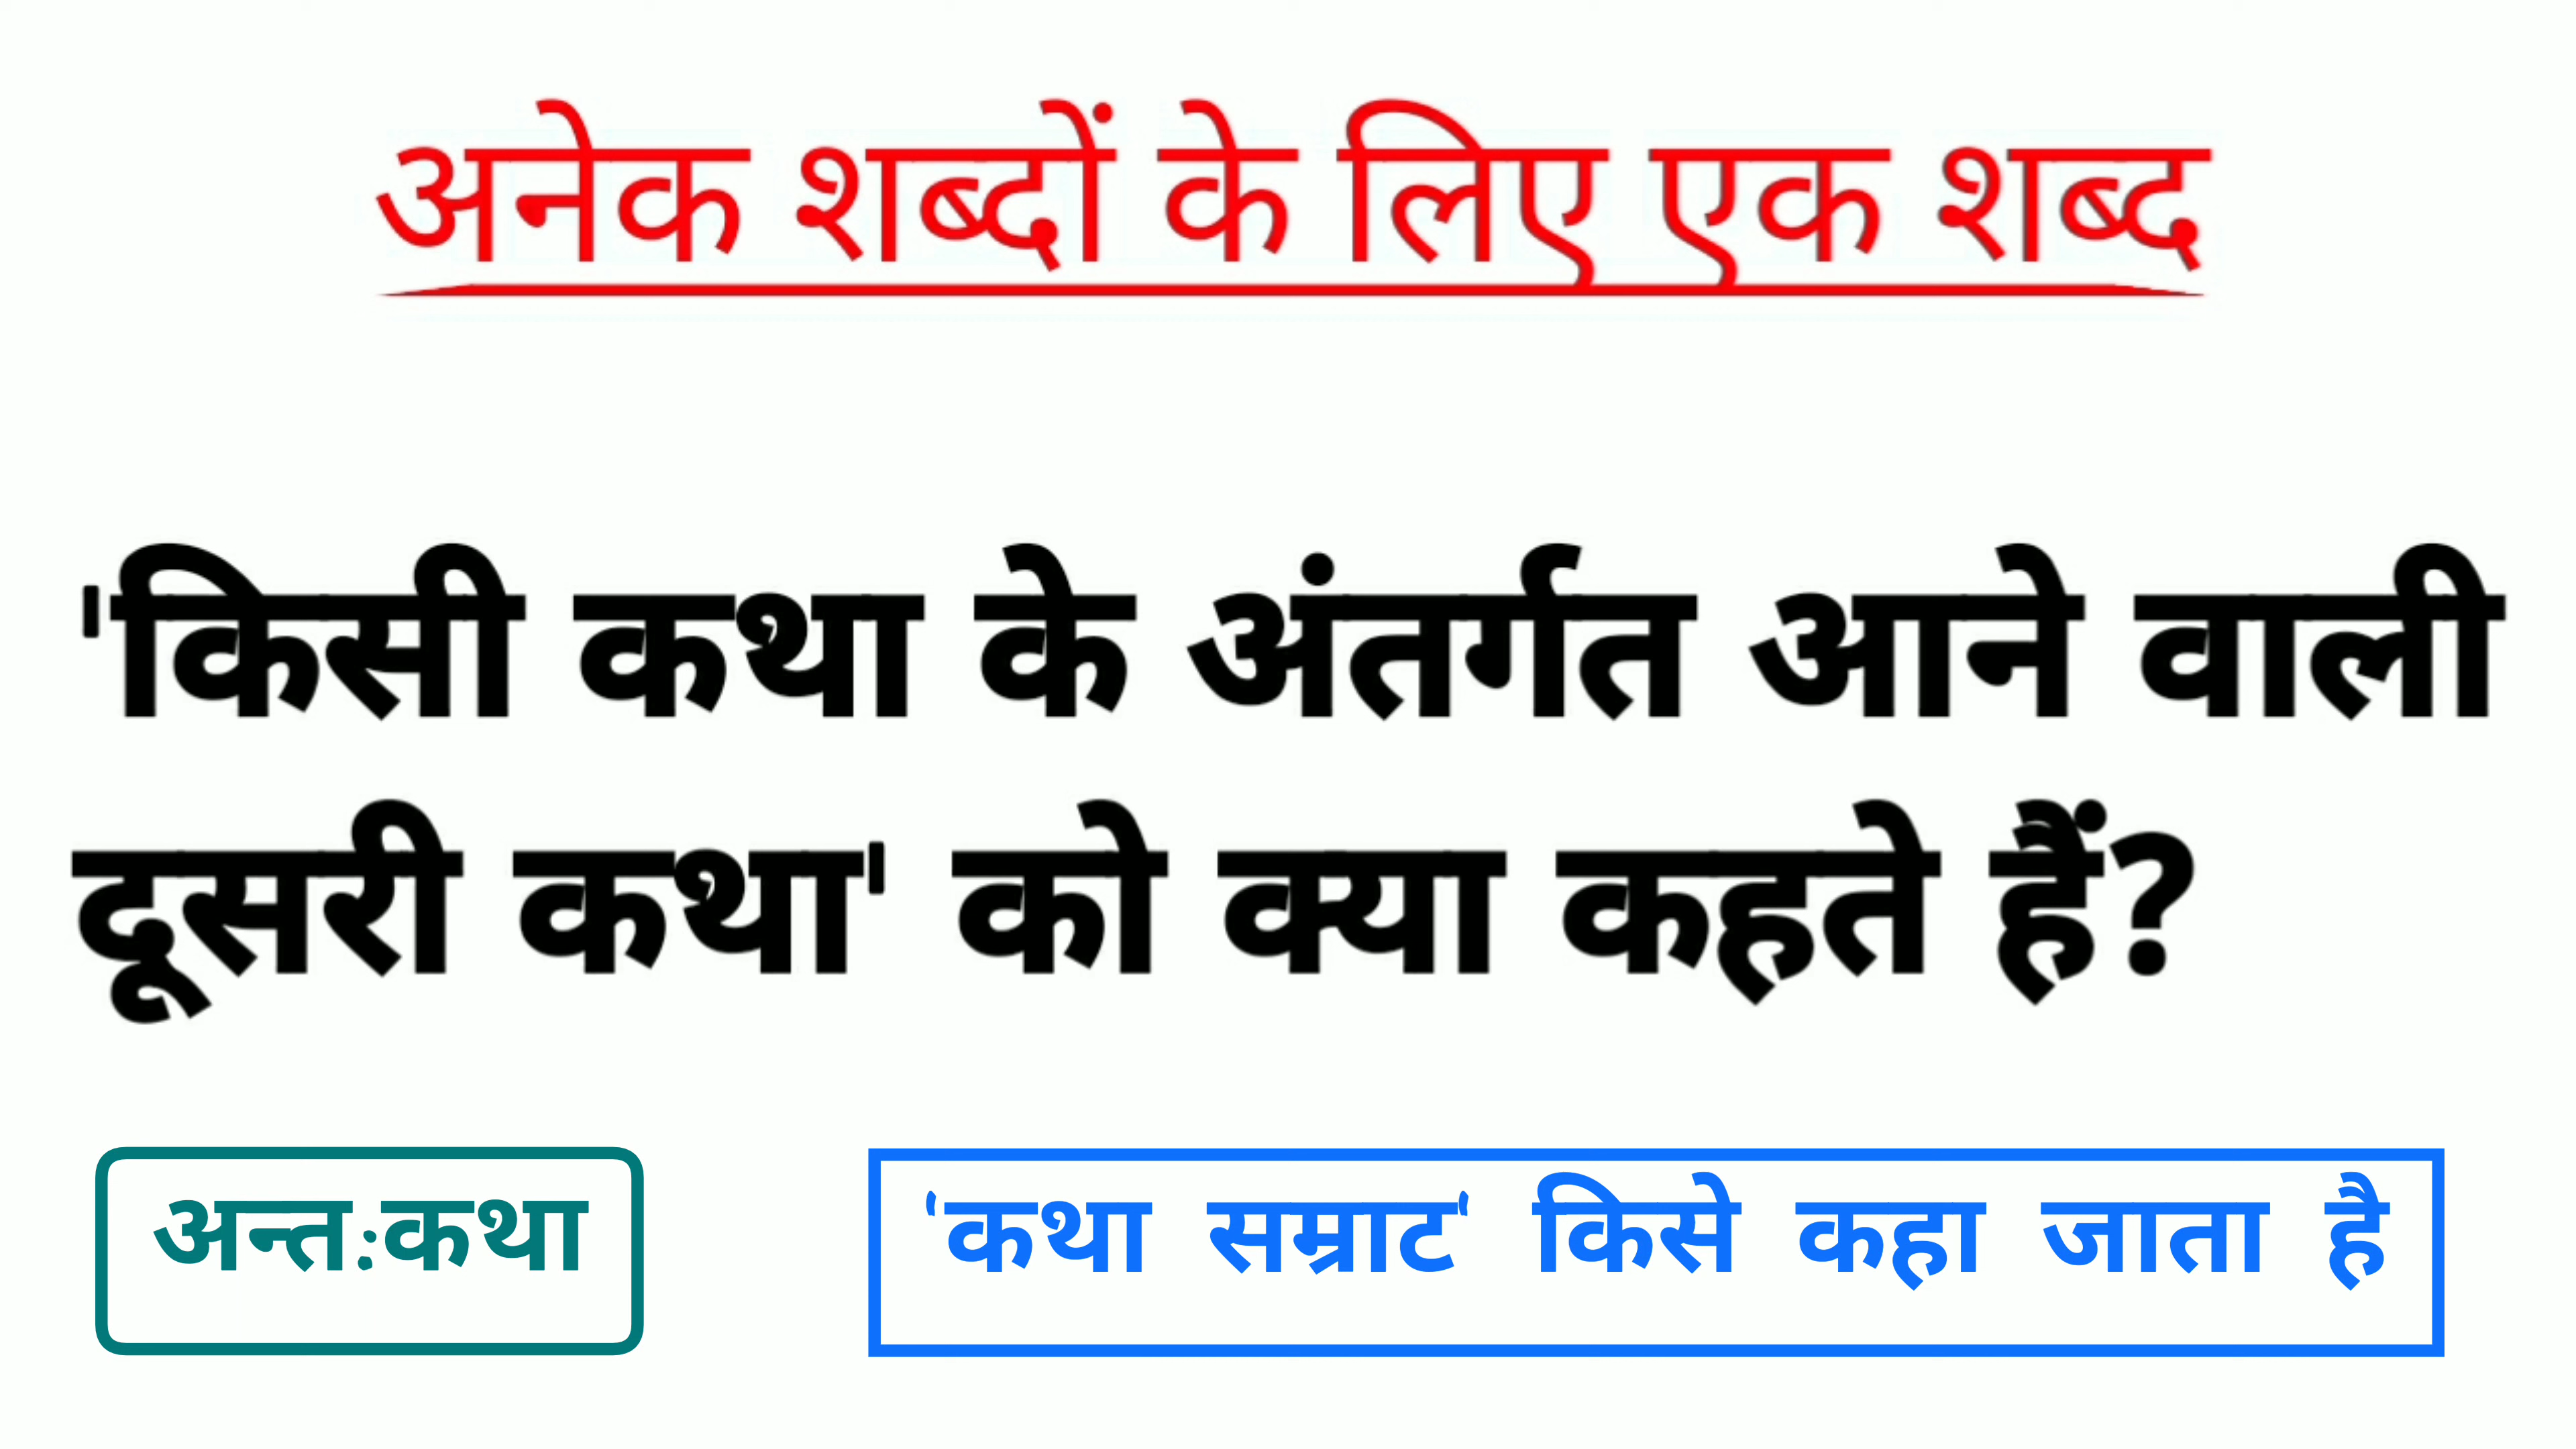 अनेक शब्दों के लिए एक शब्द
'किसी कथा के अंतर्गत आने वाली
दूसरी कथा' को क्या कहते हैं?
अन्त:कथा
‘कथा सम्राट‘ किसे कहा जाता है